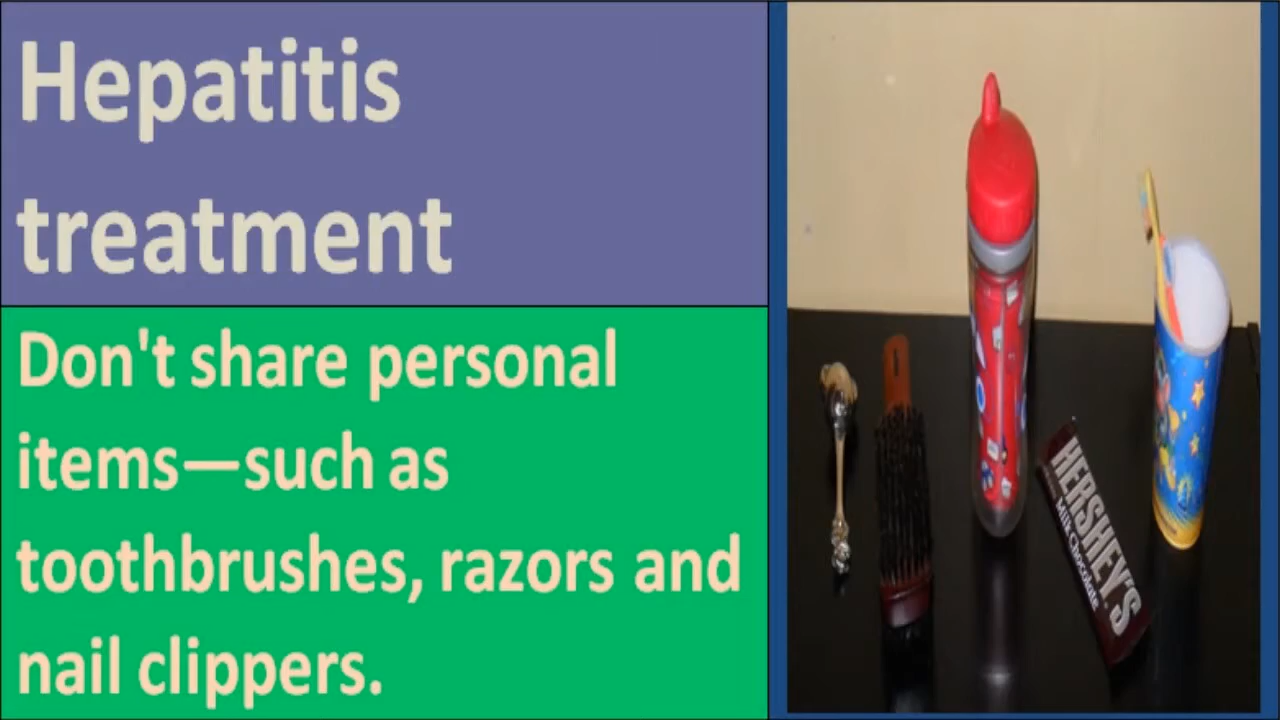 Hepatitis
treatment
Don't share personal
items—such as
toothbrushes, razors and
nail clippers.
HERSHEY'S
Milk Chocolate